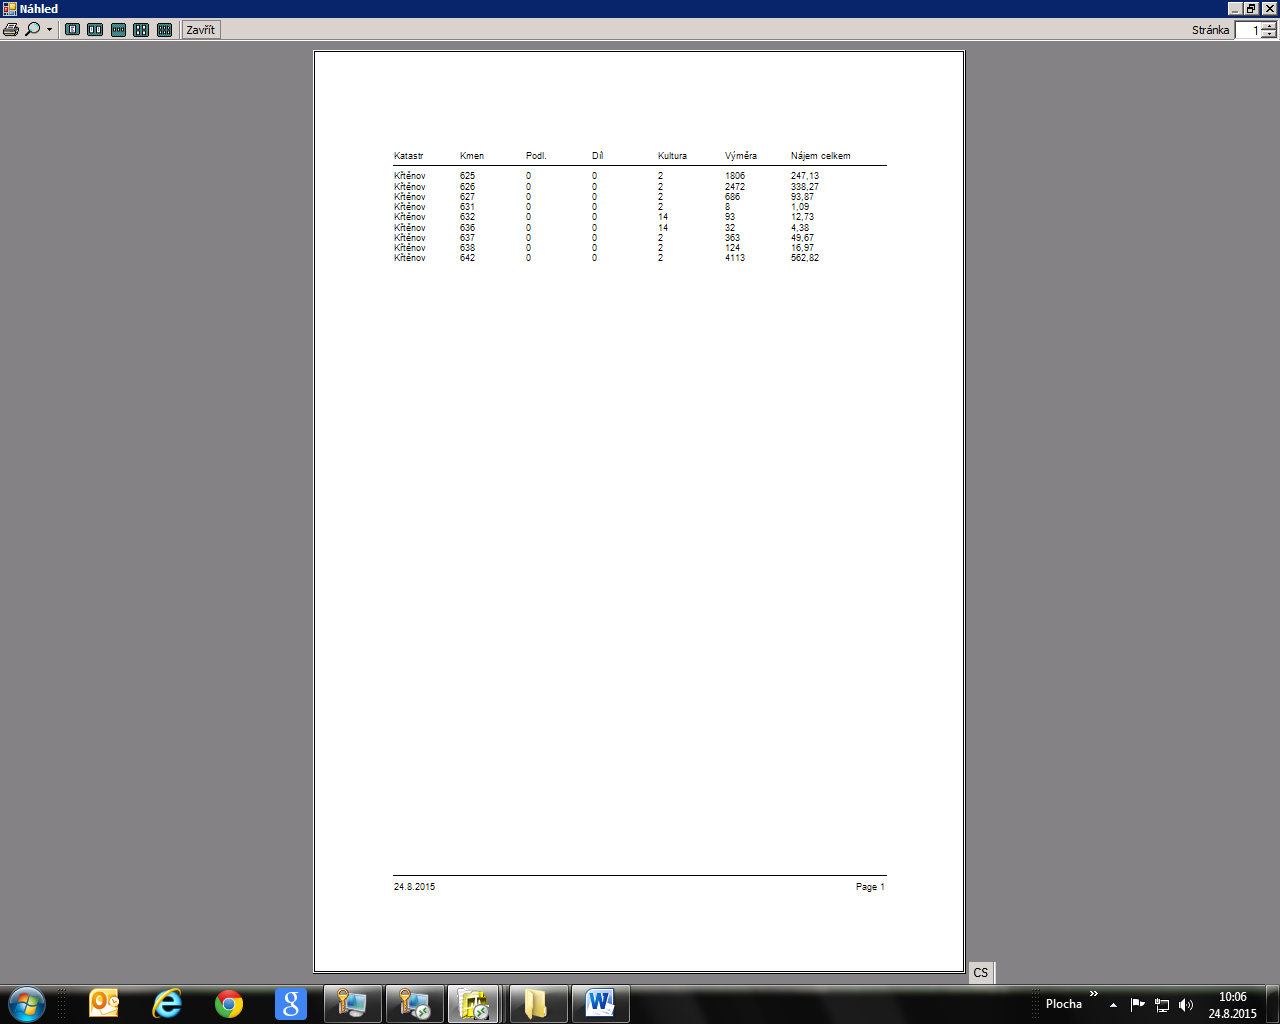 Náhled
Zavřít
Stránka 1
Katastr Kmen Podl. Díl Kultura Výměra Nájem celkem
Křtěnov 625 0 0 2 1806 247,13
Křtěnov 626 0 0 2 2472 338,27
Křtěnov 627 0 0 2 686 93,87
Křtěnov 631 0 0 2 8 1,09
Křtěnov 632 0 0 14 93 12,73
Křtěnov 636 0 0 14 32 4,38
Křtěnov 637 0 0 2 363 49,67
Křtěnov 638 0 0 2 124 16,97
Křtěnov 642 0 0 2 4113 562,82
24.8.2015 Page 1
CS
Plocha
10:06
24.8.2015